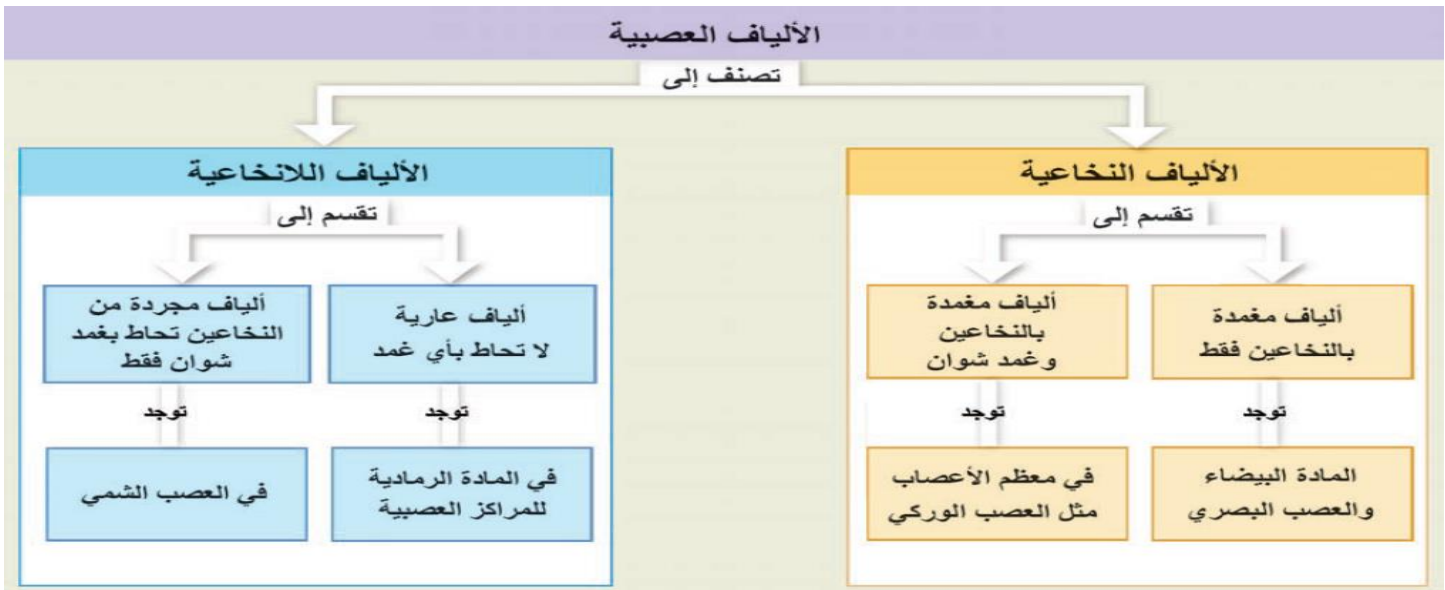 الألياف العصبية
تصنف إلى
الألياف النخاعية
تقسم إلى
ألياف مغمدة
بالنخاعين فقط
توجد
المادة البيضاء
والعصب البصري
ألياف مغمدة
بالنخاعين
وغمد شوان
توجد
في معظم الأعصاب
مثل العصب الوركي
الألياف اللانخاعية
تقسم إلى
ألياف عارية
لا تحاط بأي غمد
توجد
في المادة الرمادية
للمراكز العصبية
ألياف مجردة من
النخاعين تحاط بغمد
شوان فقط
توجد
في العصب الشمي